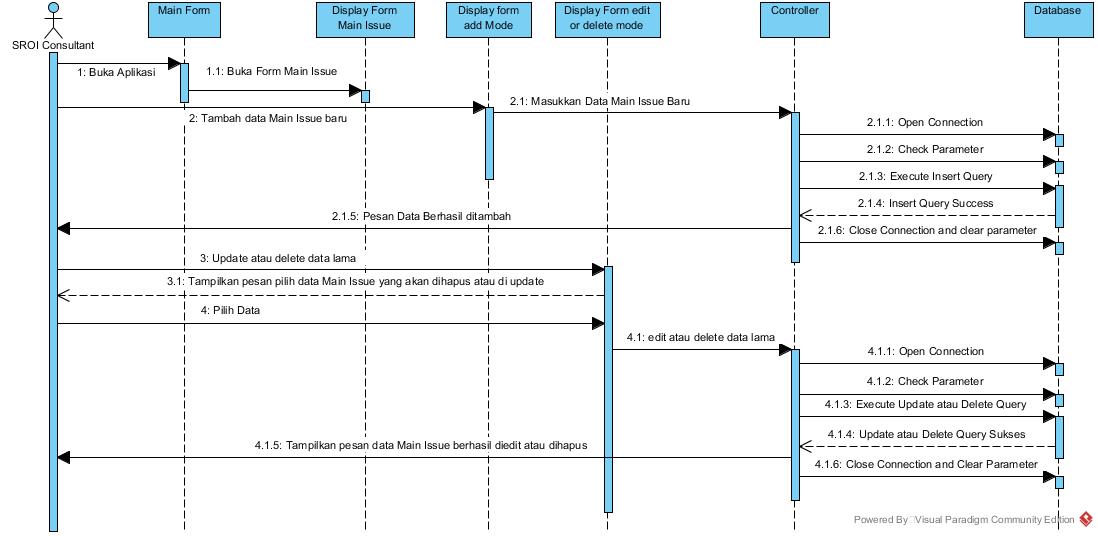 Main Form
Display Form
Main Issue
Display form
add Mode
Display Form edit
or delete mode
Controller
Database
SROI Consultant
1: Buka Aplikasi
1.1: Buka Form Main Issue
2: Tambah data Main Issue baru
2.1: Masukkan Data Main Issue Baru
2.1.1: Open Connection
2.1.2: Check Parameter
2.1.3: Execute Insert Query
2.1.4: Insert Query Success
2.1.5: Pesan Data Berhasil ditambah
2.1.6: Close Connection and clear parameter
3: Update atau delete data lama
3.1: Tampilkan pesan pilih data Main Issue yang akan dihapus atau di update
4: Pilih Data
4.1: edit atau delete data lama
4.1.1: Open Connection
4.1.2: Check Parameter
4.1.3: Execute Update atau Delete Query
4.1.4: Update atau Delete Query Sukses
4.1.5: Tampilkan pesan data Main Issue berhasil diedit atau dihapus
4.1.6: Close Connection and Clear Parameter
Powered By Visual Paradigm Community Edition